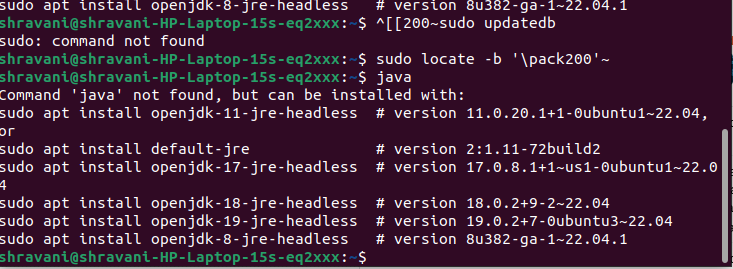 sudo apt install openjdk-8-jre-headless  # version 8u382-ga-1~22.04.1
shravani@shravani-HP-Laptop-15s-eq2xxx:~$ ^[[200~sudo updatedb
sudo: command not found
shravani@shravani-HP-Laptop-15s-eq2xxx:~$ sudo locate -b '\pack200'~
shravani@shravani-HP-Laptop-15s-eq2xxx:~$ java
Command 'java' not found, but can be installed with:
sudo apt install openjdk-11-jre-headless  # version 11.0.20.1+1-0ubuntu1~22.04,
or
sudo apt install default-jre              # version 2:1.11-72build2
sudo apt install openjdk-17-jre-headless  # version 17.0.8.1+1~us1-0ubuntu1~22.0
4
sudo apt install openjdk-18-jre-headless  # version 18.0.2+9-2~22.04
sudo apt install openjdk-19-jre-headless  # version 19.0.2+7-0ubuntu3~22.04
sudo apt install openjdk-8-jre-headless   # version 8u382-ga-1~22.04.1
shravani@shravani-HP-Laptop-15s-eq2xxx:~$